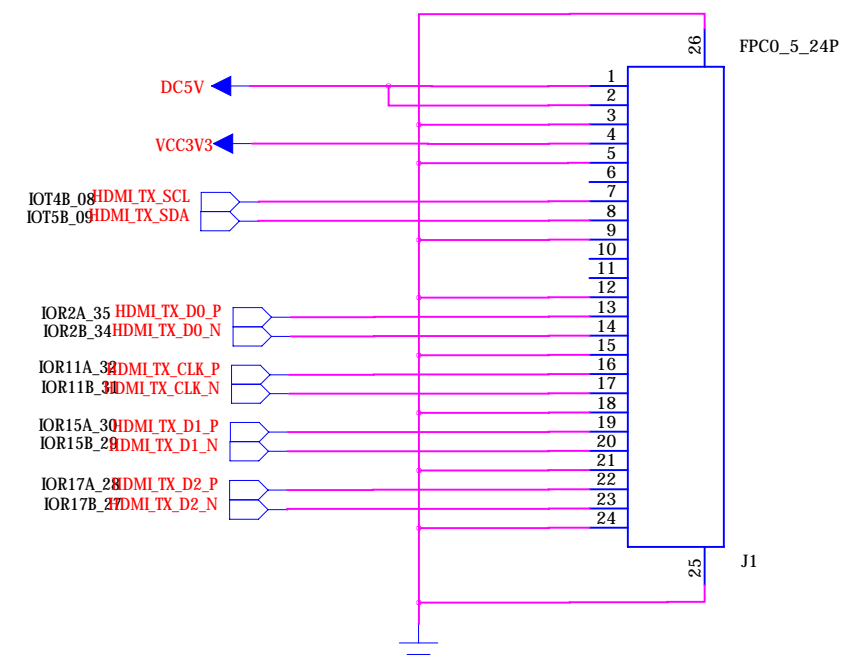 26
FPC0_5_24P
1
DC5V
2
3
4
VCC3V3
5
6
7
IOT4B_08 HDMI_TX_SCL
8
IOT5B_09 HDMI_TX_SDA
9
10
11
12
13
IOR2A_35 HDMI_TX_D0_P
14
IOR2B_34 HDMI_TX_D0_N
15
16
IOR11A_32 HDMI_TX_CLK_P
17
IOR11B_31 HDMI_TX_CLK_N
18
19
IOR15A_30 HDMI_TX_D1_P
20
IOR15B_29 HDMI_TX_D1_N
21
22
IOR17A_28 HDMI_TX_D2_P
23
IOR17B_27 HDMI_TX_D2_N
24
J1
25